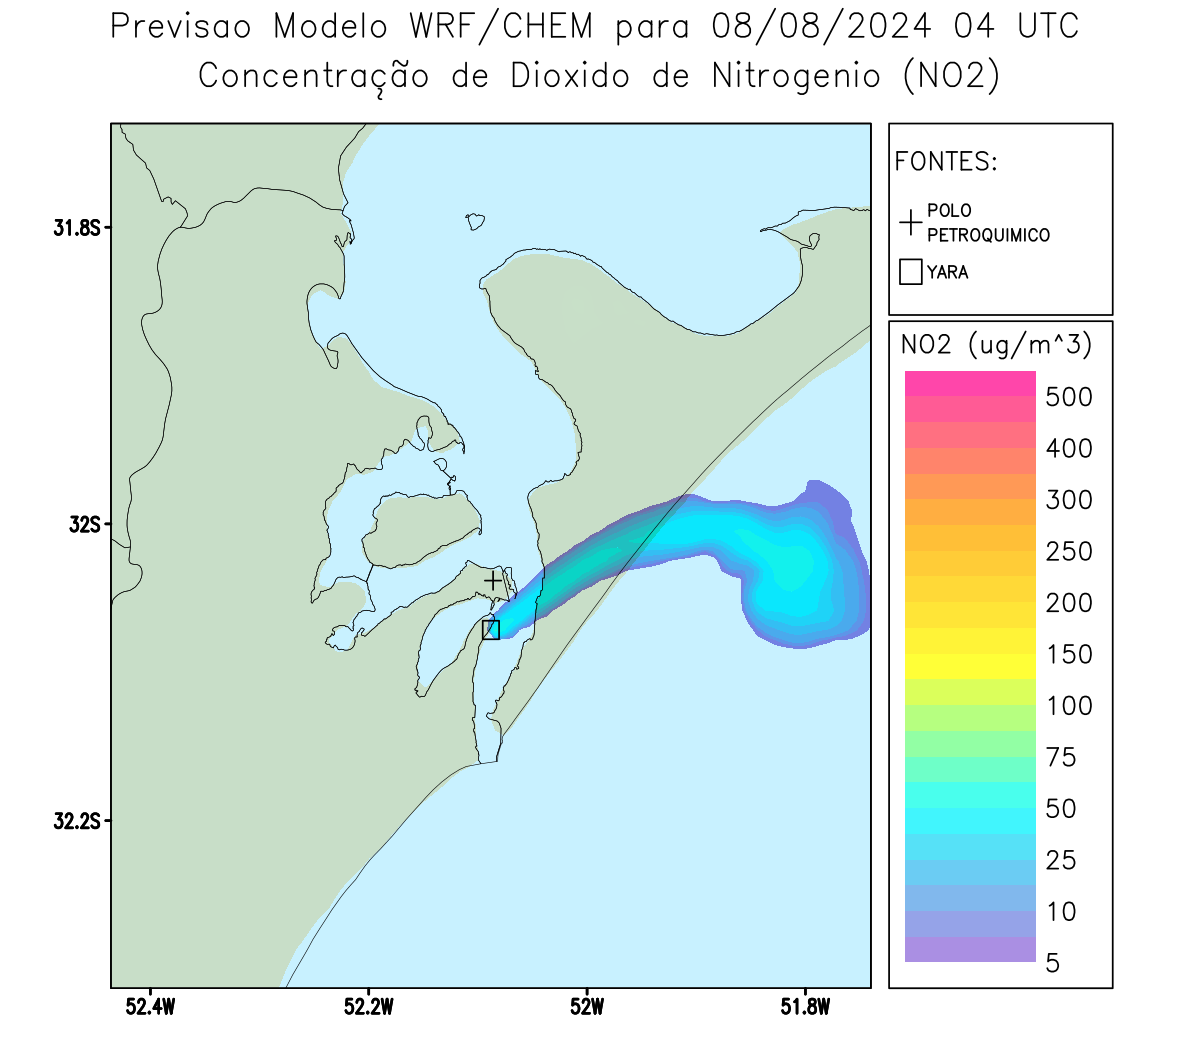 Previsao Modelo WRF/CHEM para 08/08/2024 04 UTC
Concentração de Dioxido de Nitrogenio (NO2)
FONTES:
POLO
PETROQUIMICO
YARA
NO2 (ug/m^3)
500
400
300
250
200
150
100
75
50
25
10
5
31.8S
32S
32.2S
52.4W
52.2W
52W
51.8W